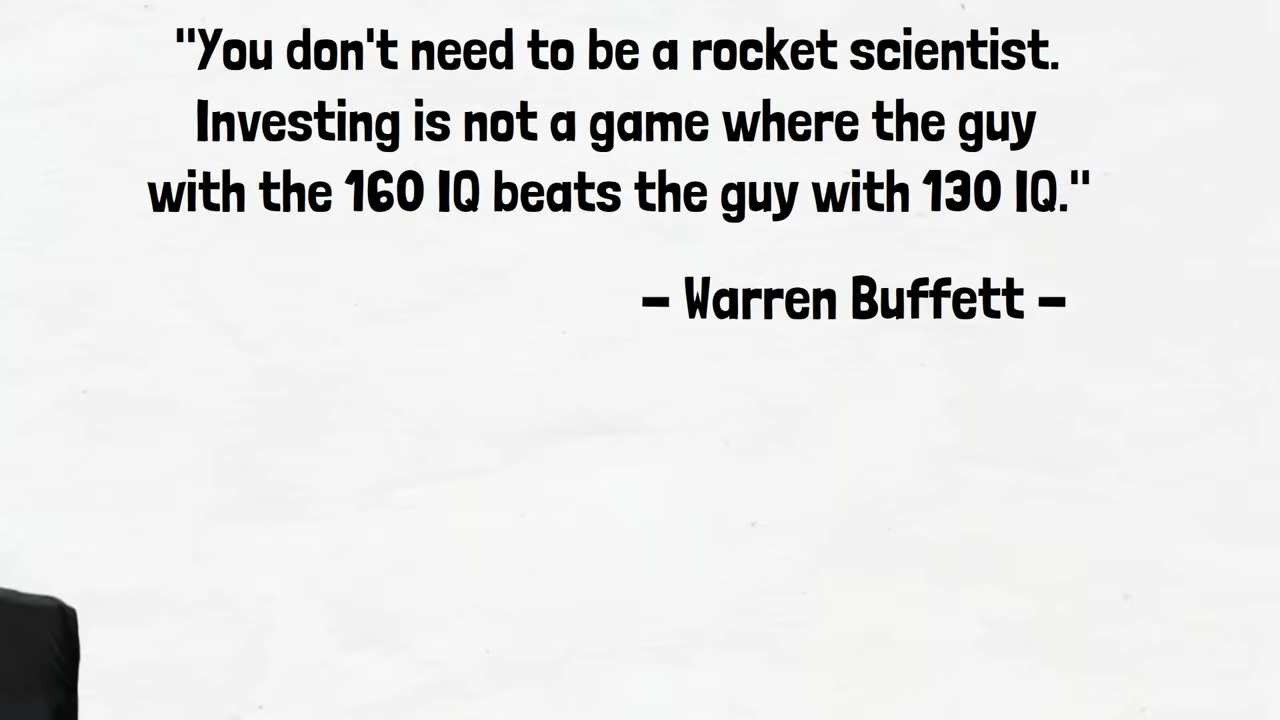 "You don't need to be a rocket scientist.
Investing is not a game where the guy
with the 160 IQ beats the guy with 130 IQ."
– Warren Buffett –